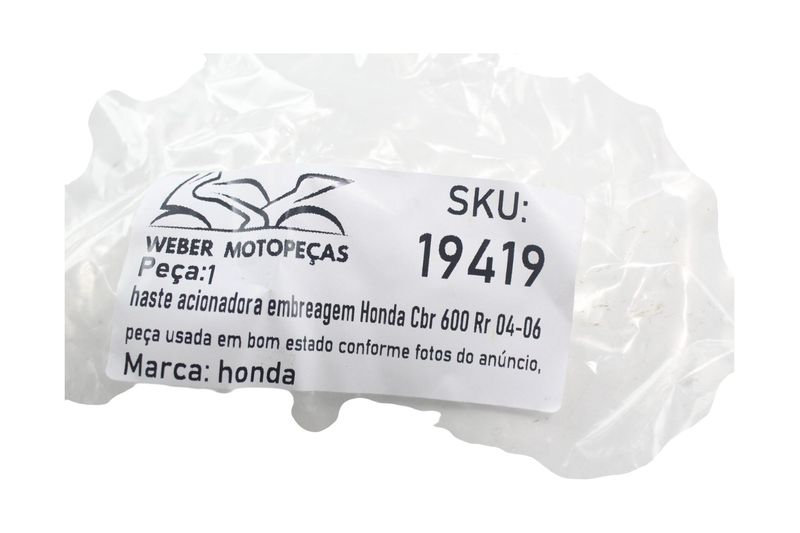 WEBER MOTOPEÇAS
SKU:
19419
Peça:1
haste acionadora embreagem Honda Cbr 600 Rr 04-06
peça usada em bom estado conforme fotos do anúncio,
Marca: honda